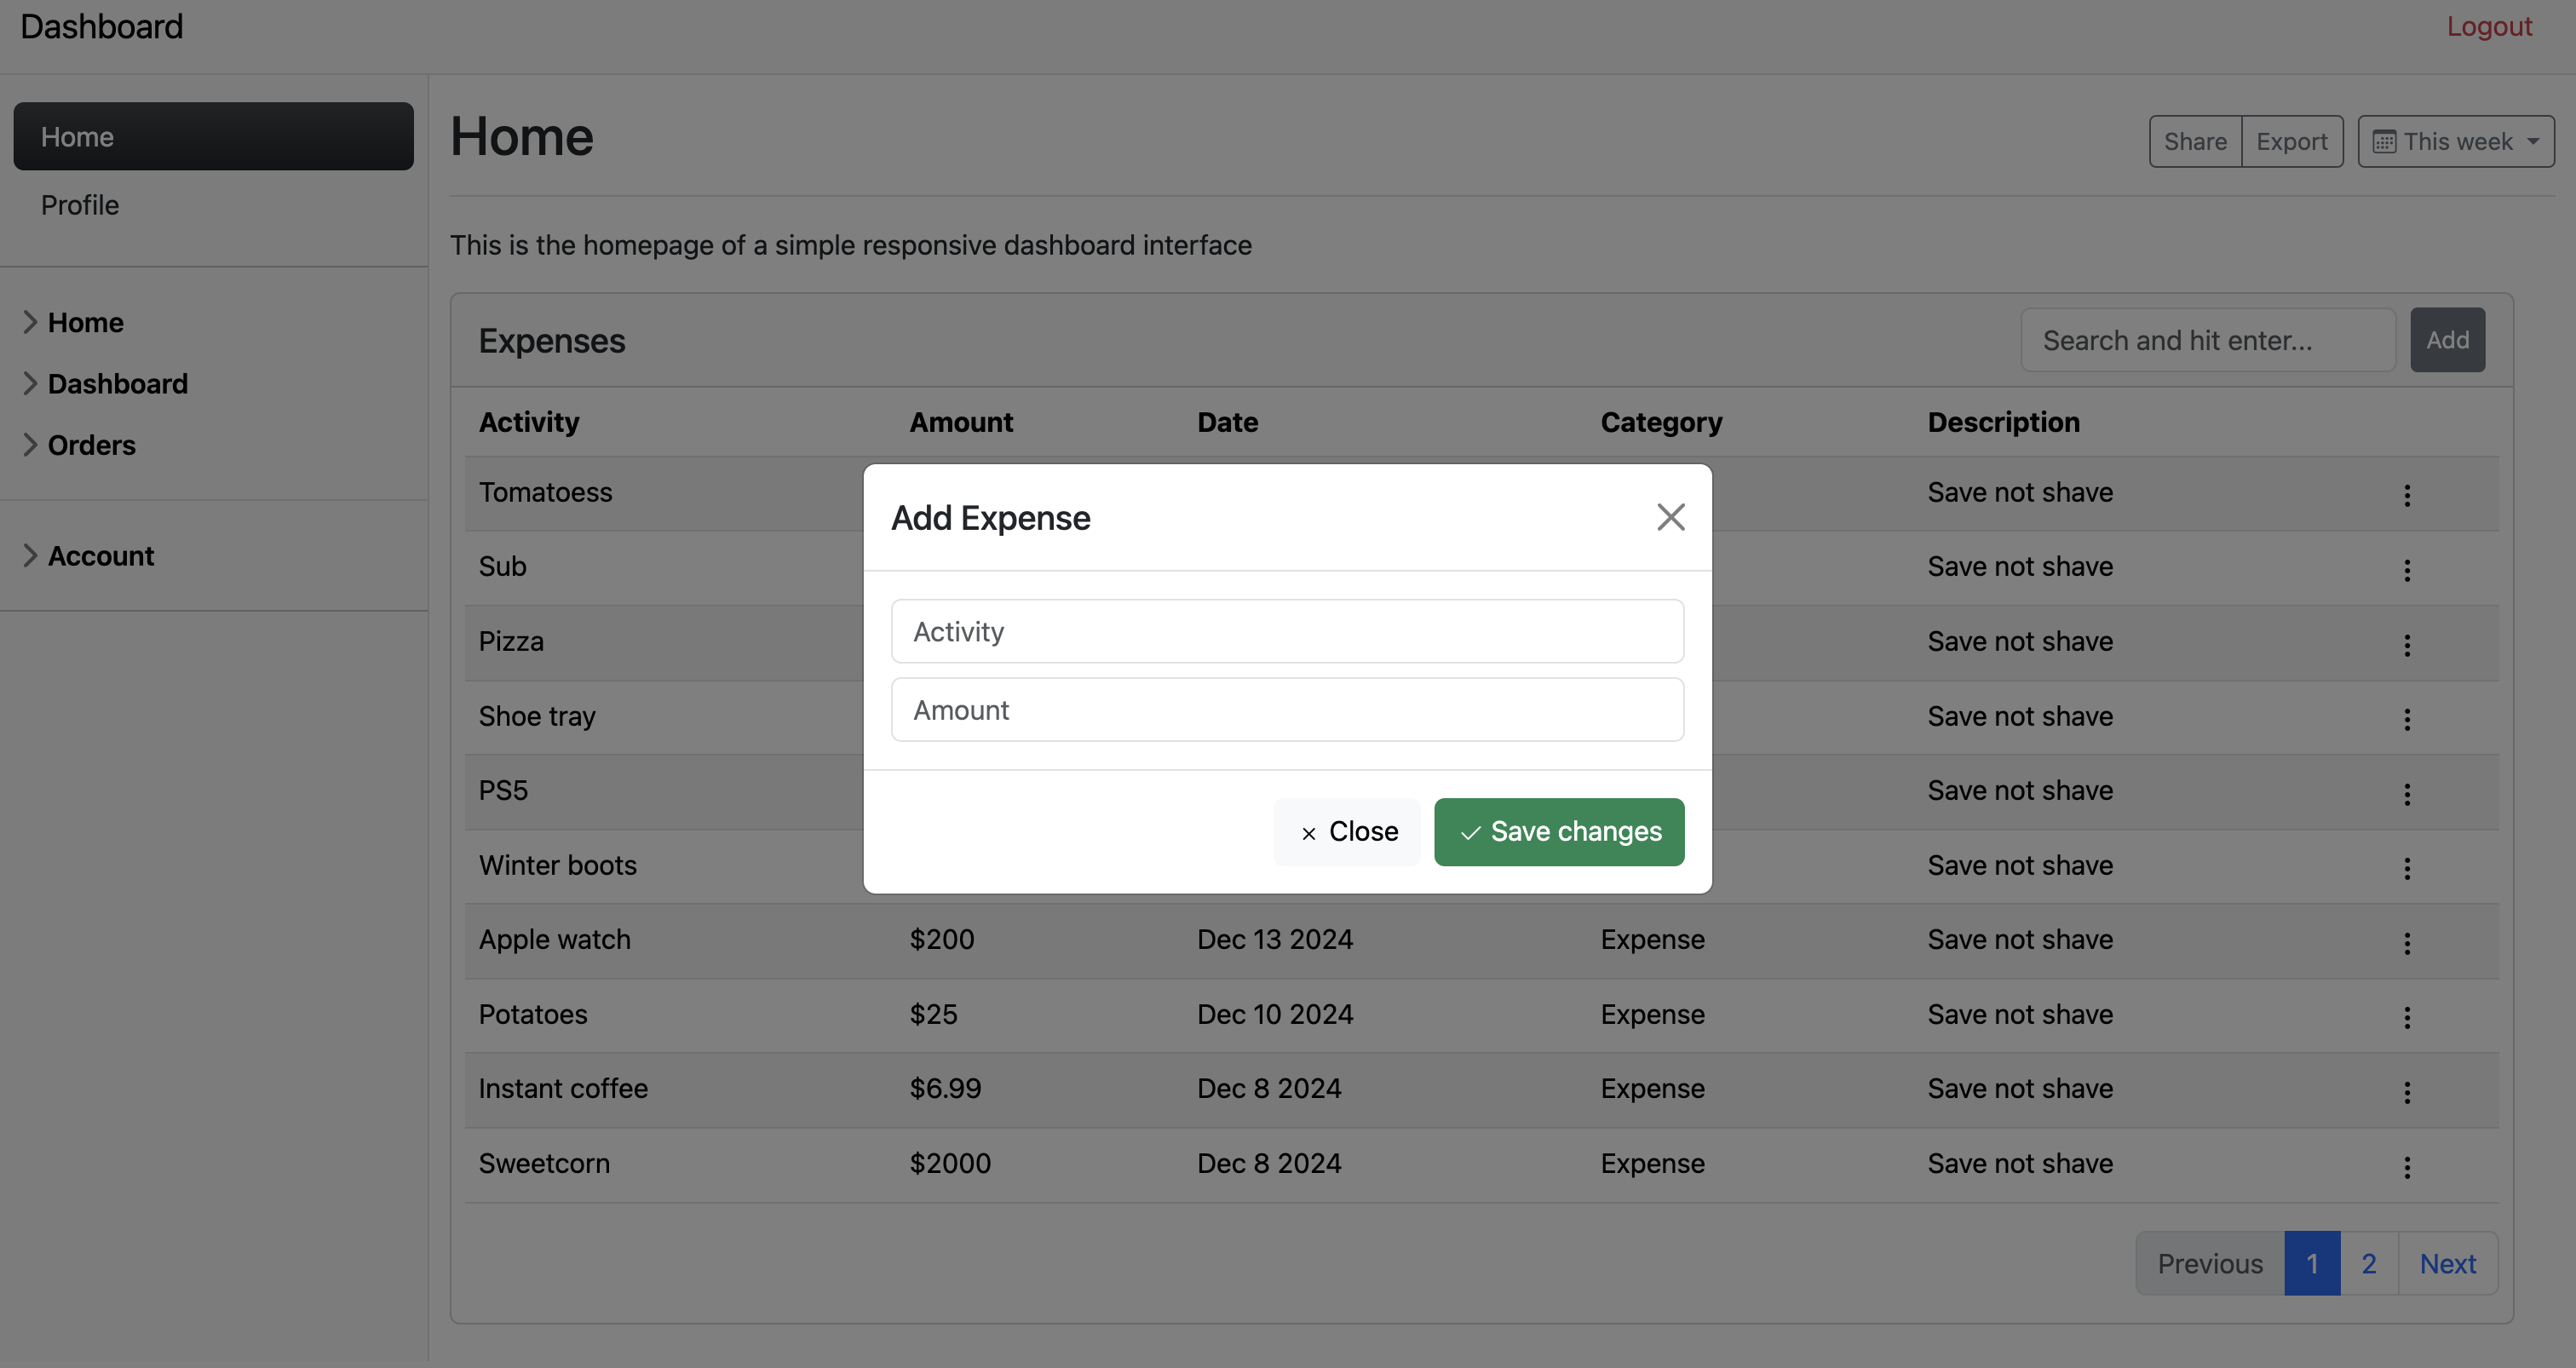 Dashboard
Logout
Home
Profile
Home
Dashboard
Orders
Account
Home
Share
Export
This week
This is the homepage of a simple responsive dashboard interface
Expenses
Search and hit enter...
Add
Activity Amount Date Category Description
Tomatoess Save not shave
Sub Save not shave
Pizza Save not shave
Shoe tray Save not shave
PS5 Save not shave
Winter boots Save not shave
Apple watch $200 Dec 13 2024 Expense Save not shave
Potatoes $25 Dec 10 2024 Expense Save not shave
Instant coffee $6.99 Dec 8 2024 Expense Save not shave
Sweetcorn $2000 Dec 8 2024 Expense Save not shave
Previous 1 2 Next
Add Expense
Activity
Amount
Close
Save changes